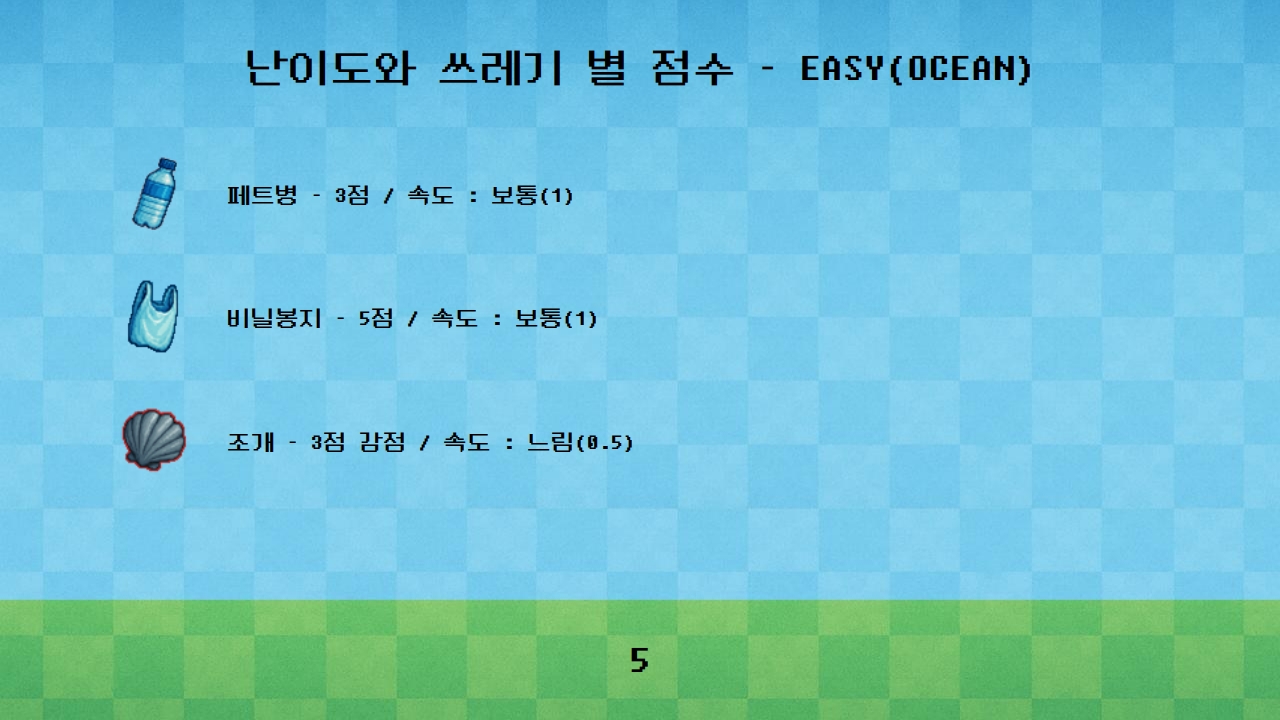 난이도와 쓰레기 별 점수 - EASY(OCEAN)
페트병 - 3점 / 속도 : 보통(1)
비닐봉지 - 5점 / 속도 : 보통(1)
조개 - 3점 감점 / 속도 : 느림(0.5)
5